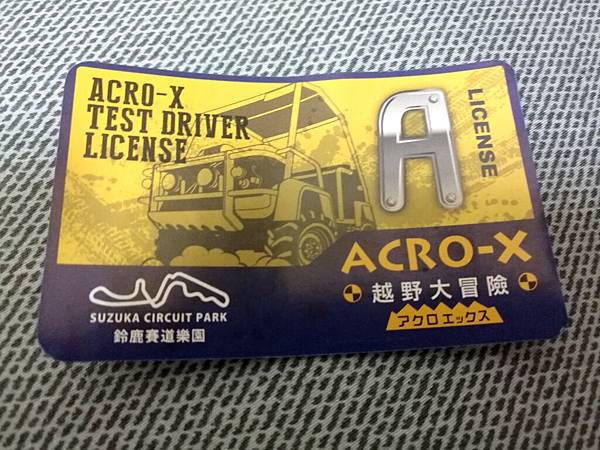 ACRO-X
TEST DRIVER
LICENSE
A
LICENSE
ACRO-X
越野大冒險
アクロエックス
SUZUKA CIRCUIT PARK
鈴鹿賽道樂園